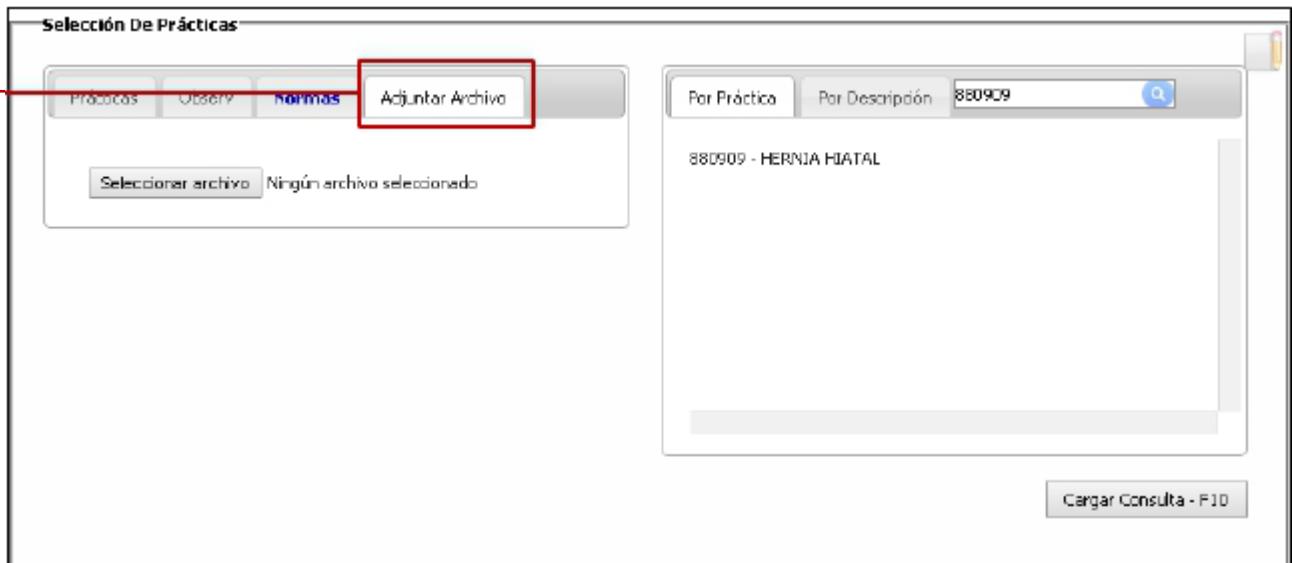 Selección De Prácticas
Prácticas Observ Normas Adjuntar Archivo
Seleccionar archivo Ningún archivo seleccionado
Por Práctica Por Descripción 880909
880909 - HERNIA HIATAL
Cargar Consulta - F10